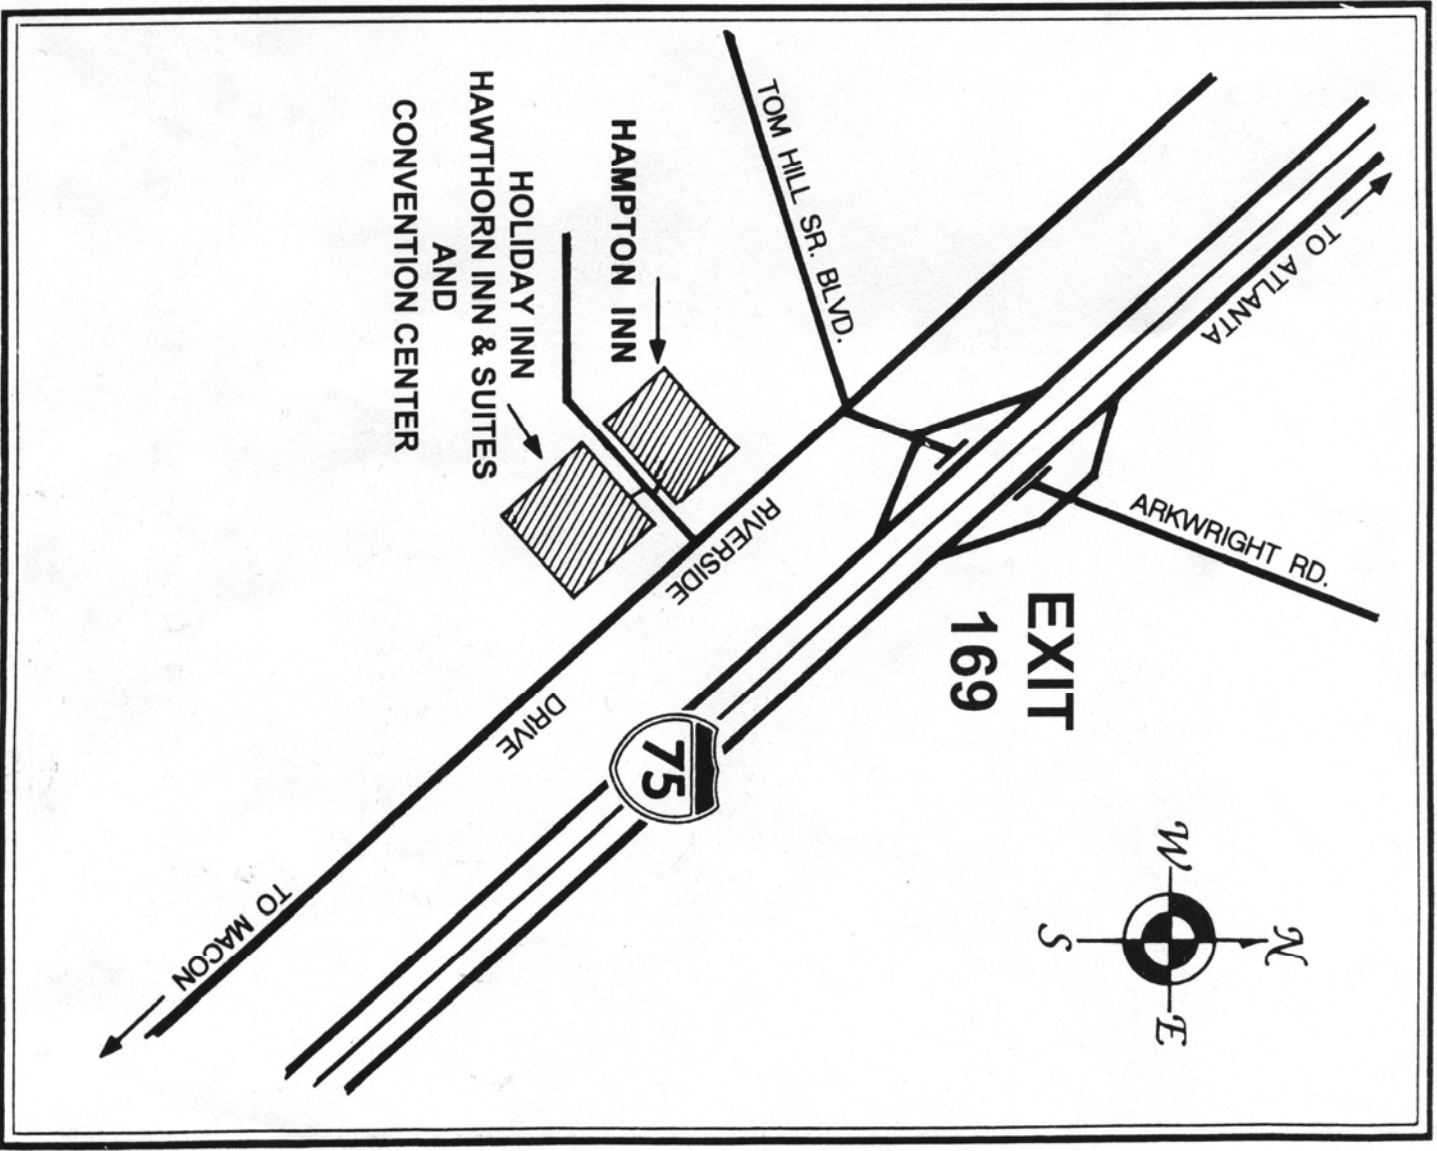 TO ATLANTA
ARKWRIGHT RD.
EXIT
169
N
W
E
S
TOM HILL SR. BLVD.
RIVERSIDE
DRIVE
75
HAMPTON INN
HOLIDAY INN
HAWTHORN INN & SUITES
AND
CONVENTION CENTER
TO MACON